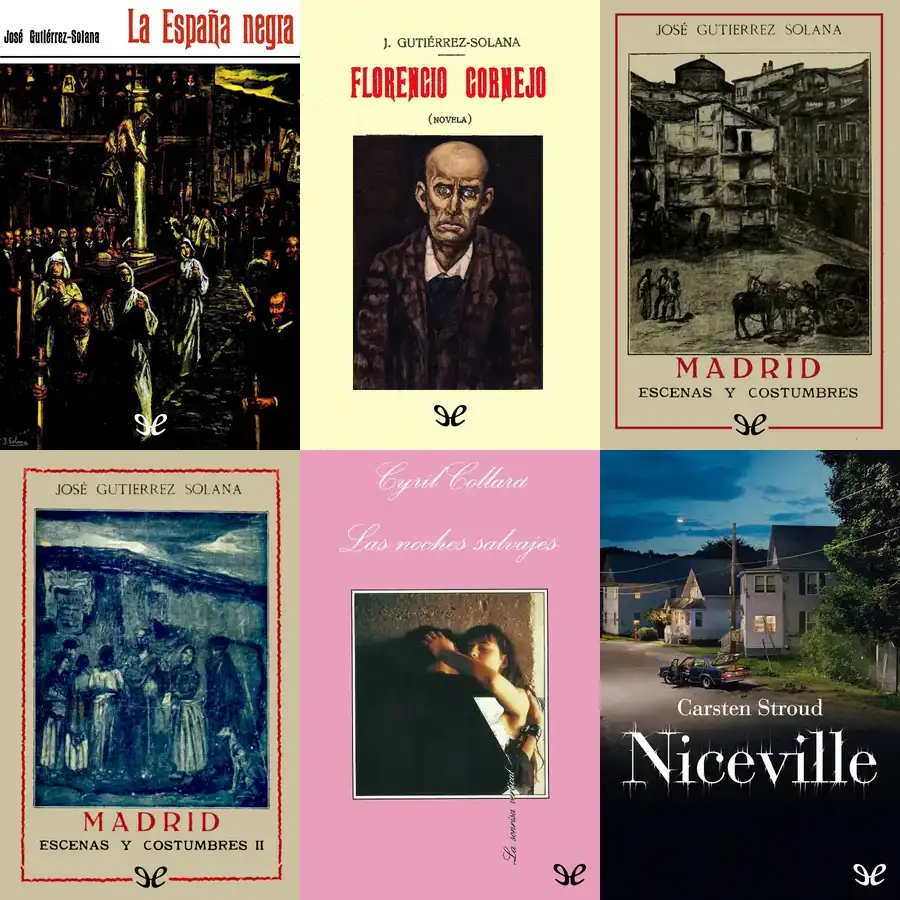 José Gutiérrez-Solana
La España negra
J. Solana
J. GUTIÉRREZ-SOLANA
FLORENCIO CORNEJO
(NOVELA)
JOSÉ GUTIERREZ SOLANA
MADRID
ESCENAS Y COSTUMBRES
JOSÉ GUTIERREZ SOLANA
MADRID
ESCENAS Y COSTUMBRES II
Cyril Collard
Las noches salvajes
La sonrisa vertical
Carsten Stroud
Niceville